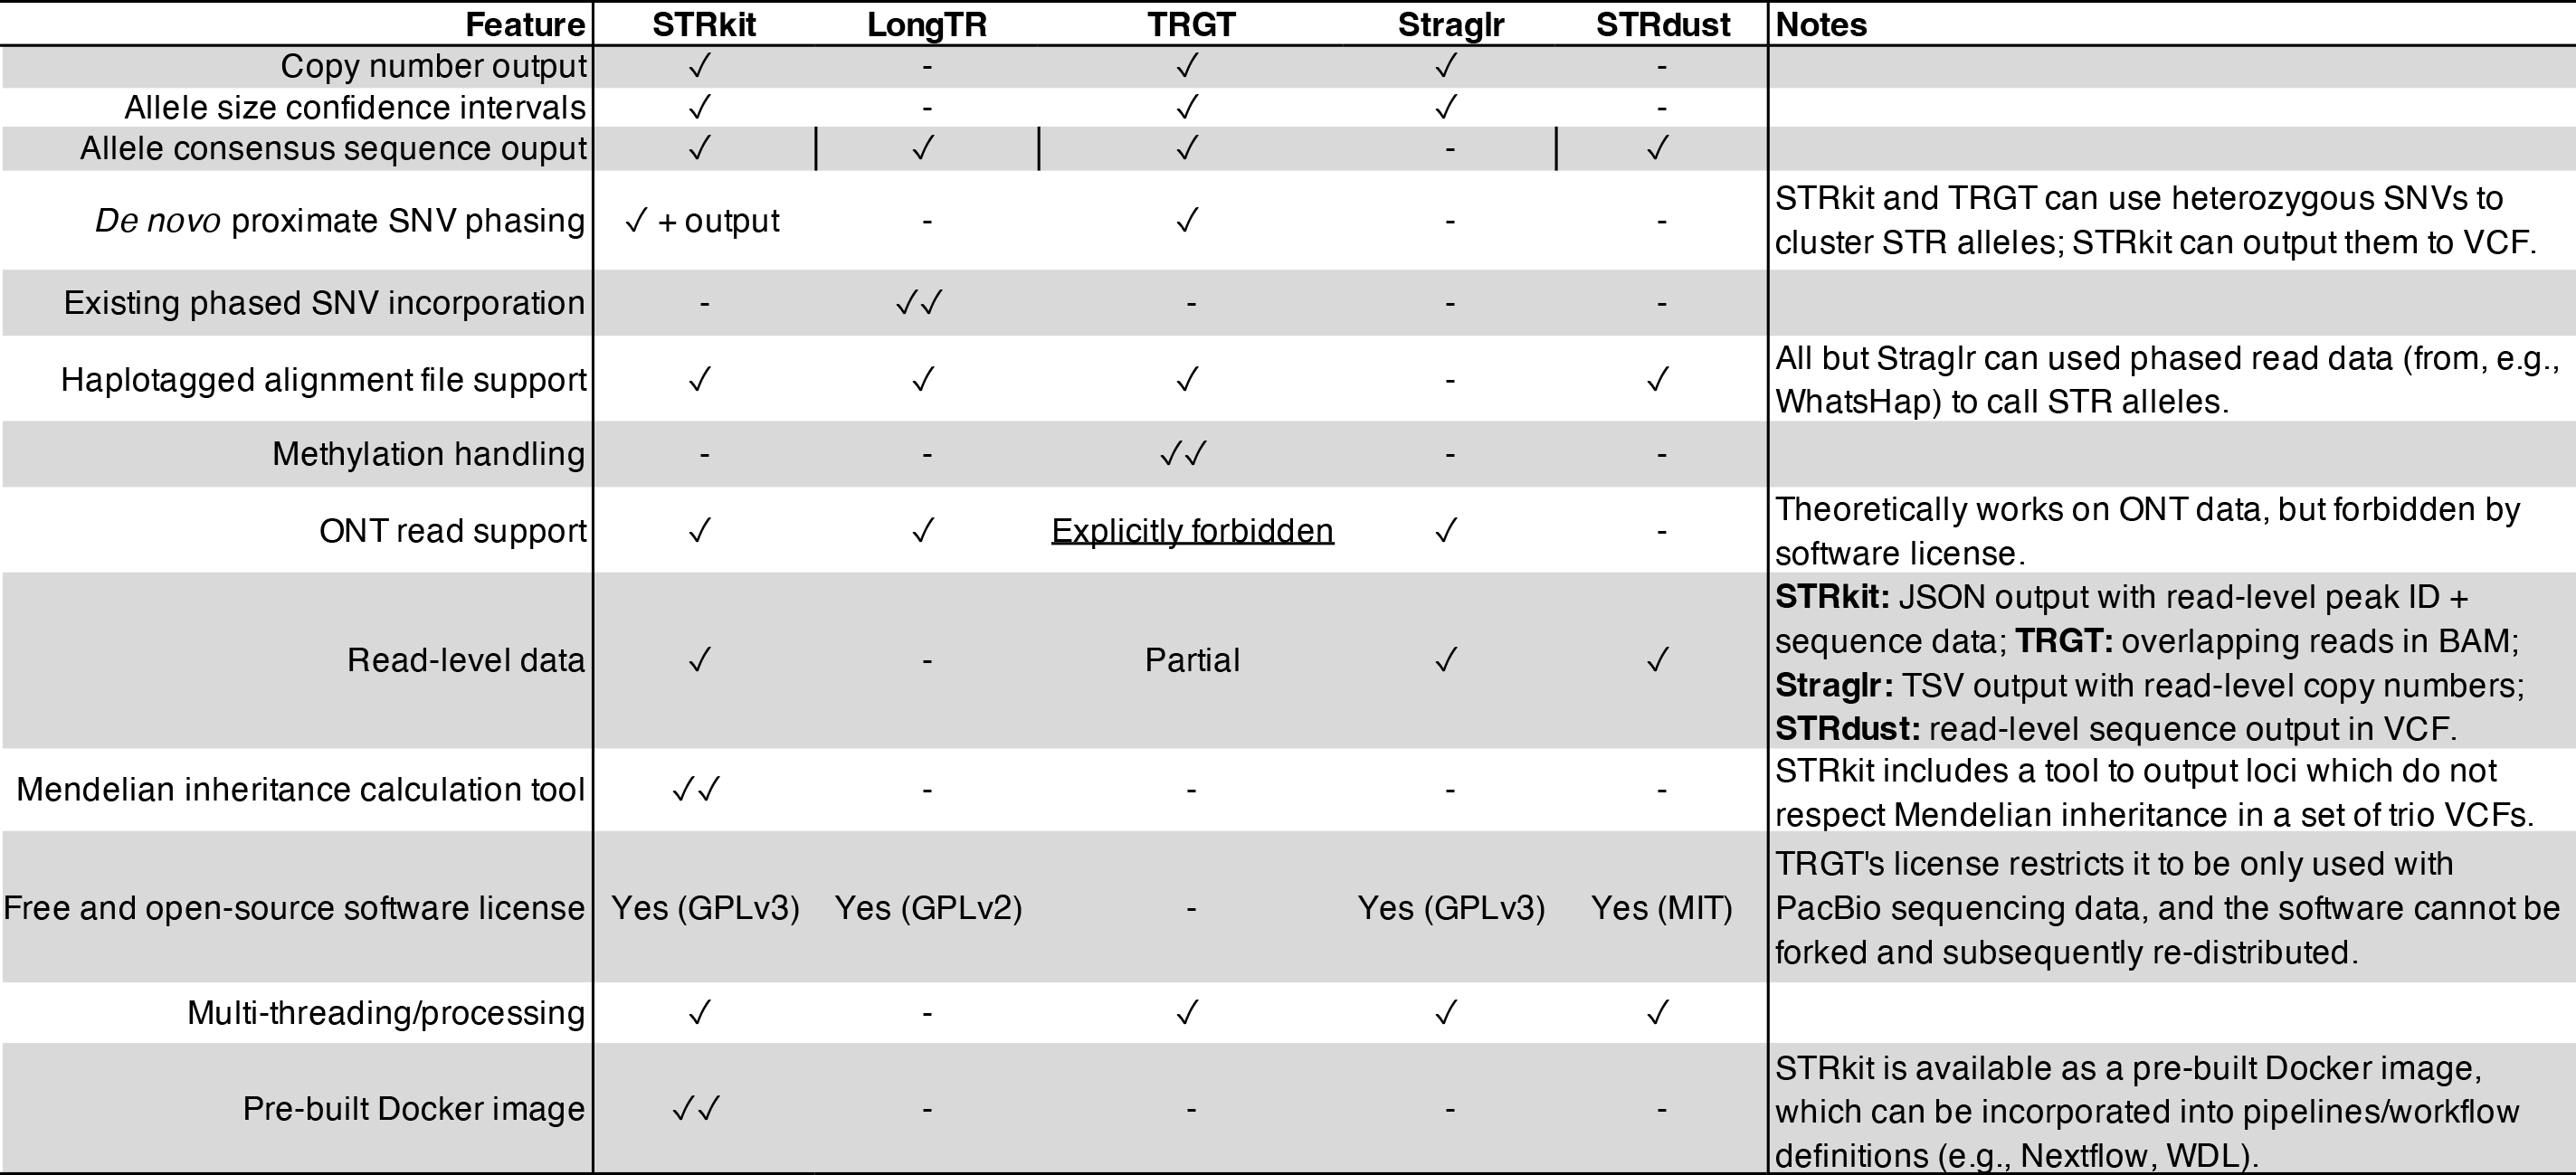 Feature STRkit LongTR TRGT Straglr STRdust Notes
Copy number output ✓ - ✓ ✓ -
Allele size confidence intervals ✓ - ✓ ✓ -
Allele consensus sequence ouput ✓ ✓ ✓ - ✓
De novo proximate SNV phasing ✓ + output - ✓ - - STRkit and TRGT can use heterozygous SNVs to
cluster STR alleles; STRkit can output them to VCF.
Existing phased SNV incorporation - ✓✓ - - -
Haplotagged alignment file support ✓ ✓ ✓ - ✓ All but Straglr can used phased read data (from, e.g.,
WhatsHap) to call STR alleles.
Methylation handling - - ✓✓ - -
ONT read support ✓ ✓ Explicitly forbidden ✓ - Theoretically works on ONT data, but forbidden by
software license.
Read-level data ✓ - Partial ✓ ✓ STRkit: JSON output with read-level peak ID +
sequence data; TRGT: overlapping reads in BAM;
Straglr: TSV output with read-level copy numbers;
STRdust: read-level sequence output in VCF.
Mendelian inheritance calculation tool ✓✓ - - - - STRkit includes a tool to output loci which do not
respect Mendelian inheritance in a set of trio VCFs.
Free and open-source software license Yes (GPLv3) Yes (GPLv2) - Yes (GPLv3) Yes (MIT) TRGT's license restricts it to be only used with
PacBio sequencing data, and the software cannot be
forked and subsequently re-distributed.
Multi-threading/processing ✓ - ✓ ✓ ✓
Pre-built Docker image ✓✓ - - - - STRkit is available as a pre-built Docker image,
which can be incorporated into pipelines/workflow
definitions (e.g., Nextflow, WDL).